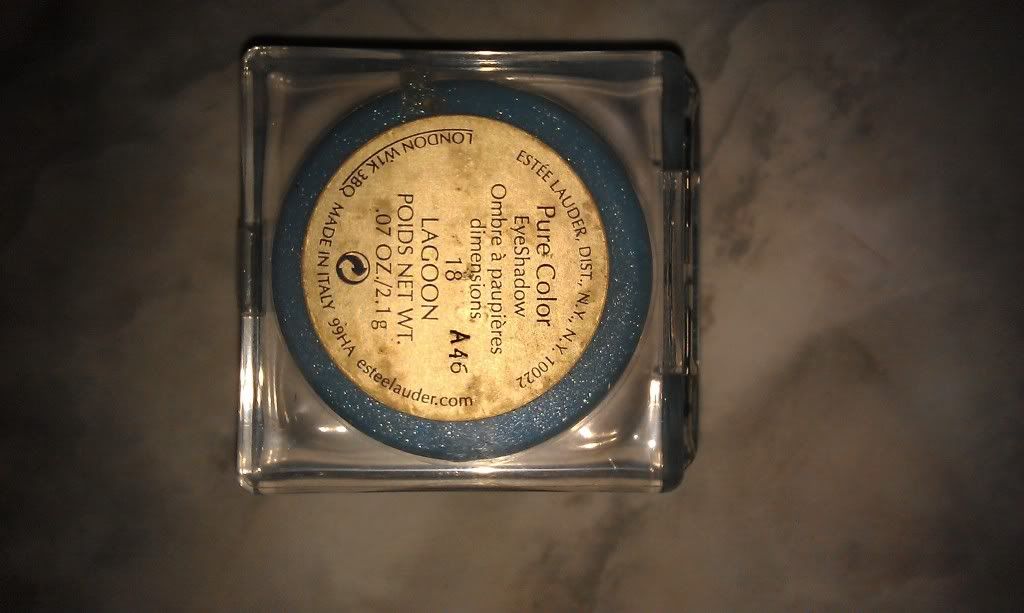 ESTÉE LAUDER, DIST., N.Y., N.Y. 10022
Pure Color
EyeShadow
Ombre à paupières
dimensions
18 A46
LAGOON
POIDS NET WT.
.07 OZ./2.1g
LONDON W1K 3BQ MADE IN ITALY 99HA esteelauder.com